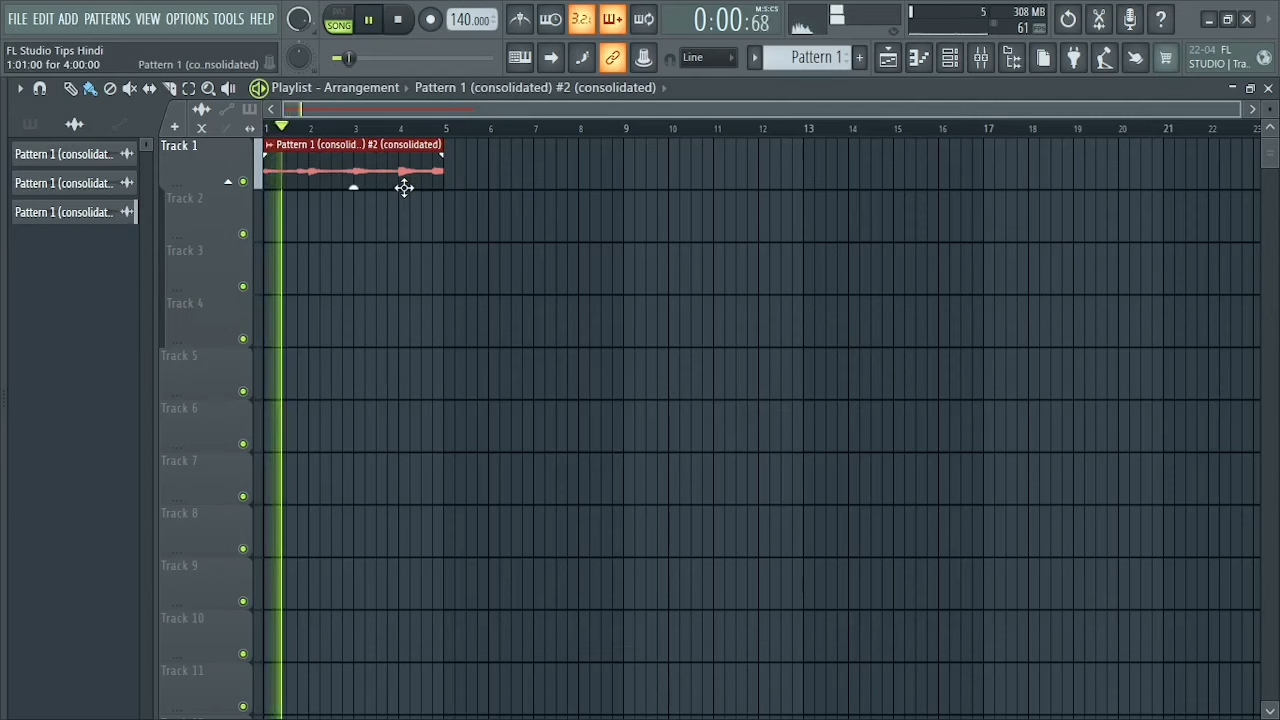 FILE EDIT ADD PATTERNS VIEW OPTIONS TOOLS HELP
PAT
SONG
3.2:
140.000
0:00:68
M:S:CS
5
308 MB
61
FL Studio Tips Hindi
1:01:00 for 4:00:00
Pattern 1 (co.nsolidated)
Line
Pattern 1
22-04 FL
STUDIO | Tra..
Playlist - Arrangement
Pattern 1 (consolidated) #2 (consolidated)
1 2 3 4 5 6 7 8 9 10 11 12 13 14 15 16 17 18 19 20 21 22 23
Pattern 1 (consolidat..
Pattern 1 (consolidat..
Pattern 1 (consolidat..
Track 1
Pattern 1 (consolid..) #2 (consolidated)
Track 2
Track 3
Track 4
Track 5
Track 6
Track 7
Track 8
Track 9
Track 10
Track 11